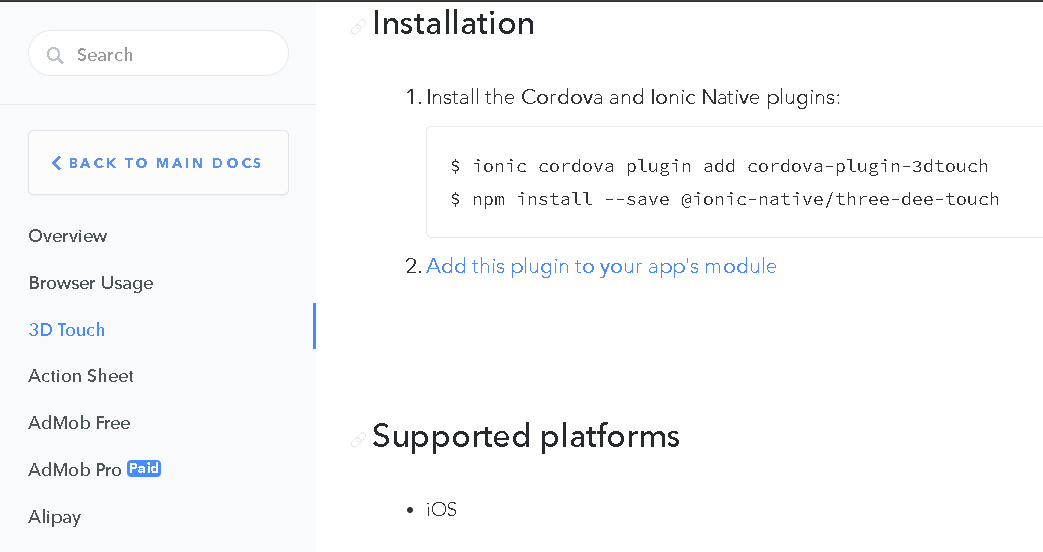 Search
BACK TO MAIN DOCS
Overview
Browser Usage
3D Touch
Action Sheet
AdMob Free
AdMob Pro Paid
Alipay
Installation
1. Install the Cordova and Ionic Native plugins:
$ ionic cordova plugin add cordova-plugin-3dtouch
$ npm install --save @ionic-native/three-dee-touch
2. Add this plugin to your app's module
Supported platforms
• iOS